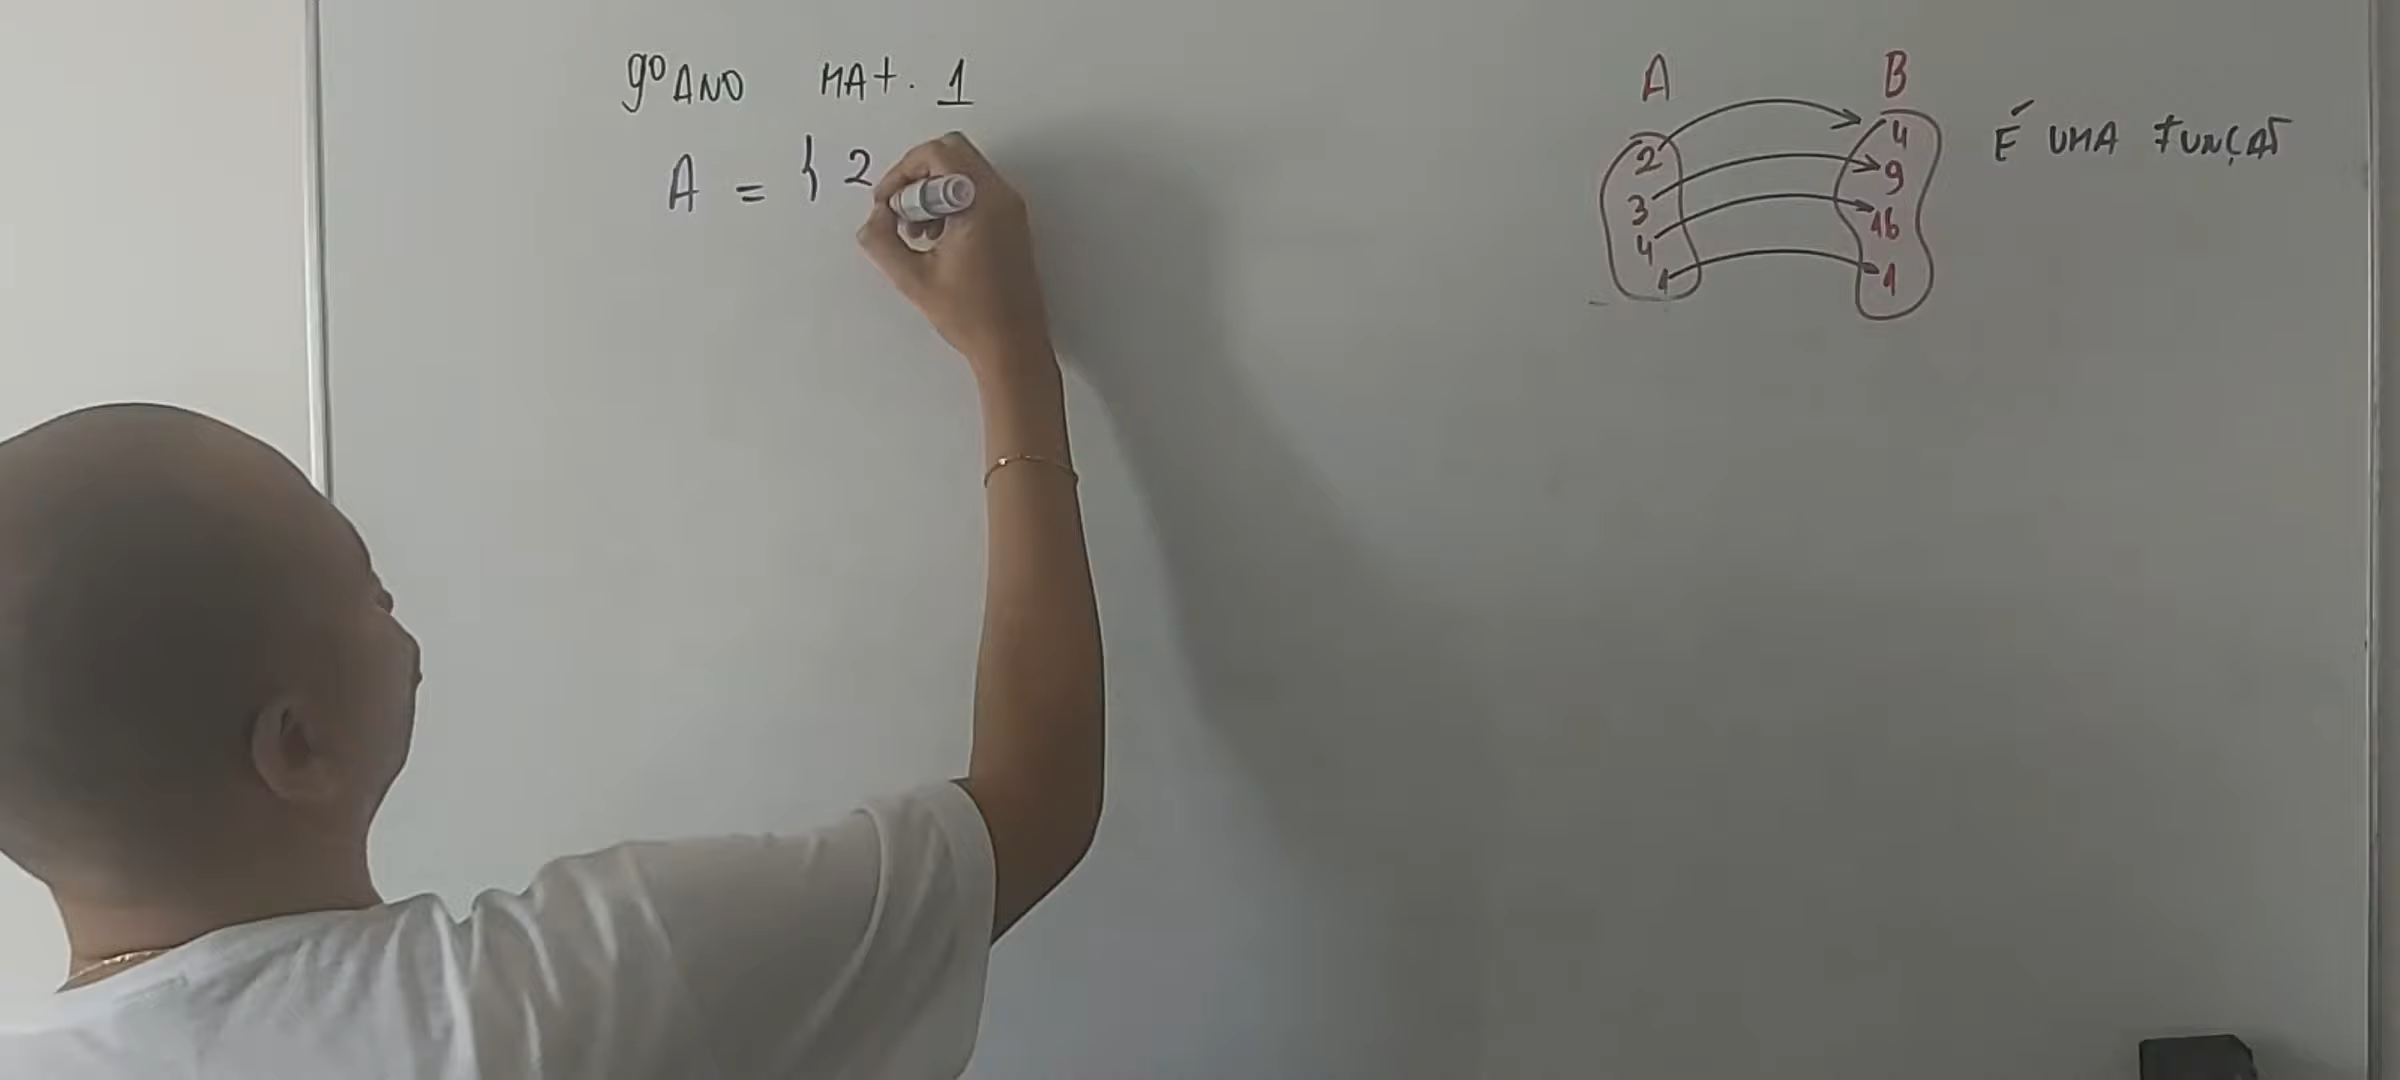 9º ANO MAT. 1
A = { 2
A B
2 4
3 9
4 16
1 1
É UMA FUNÇÃO